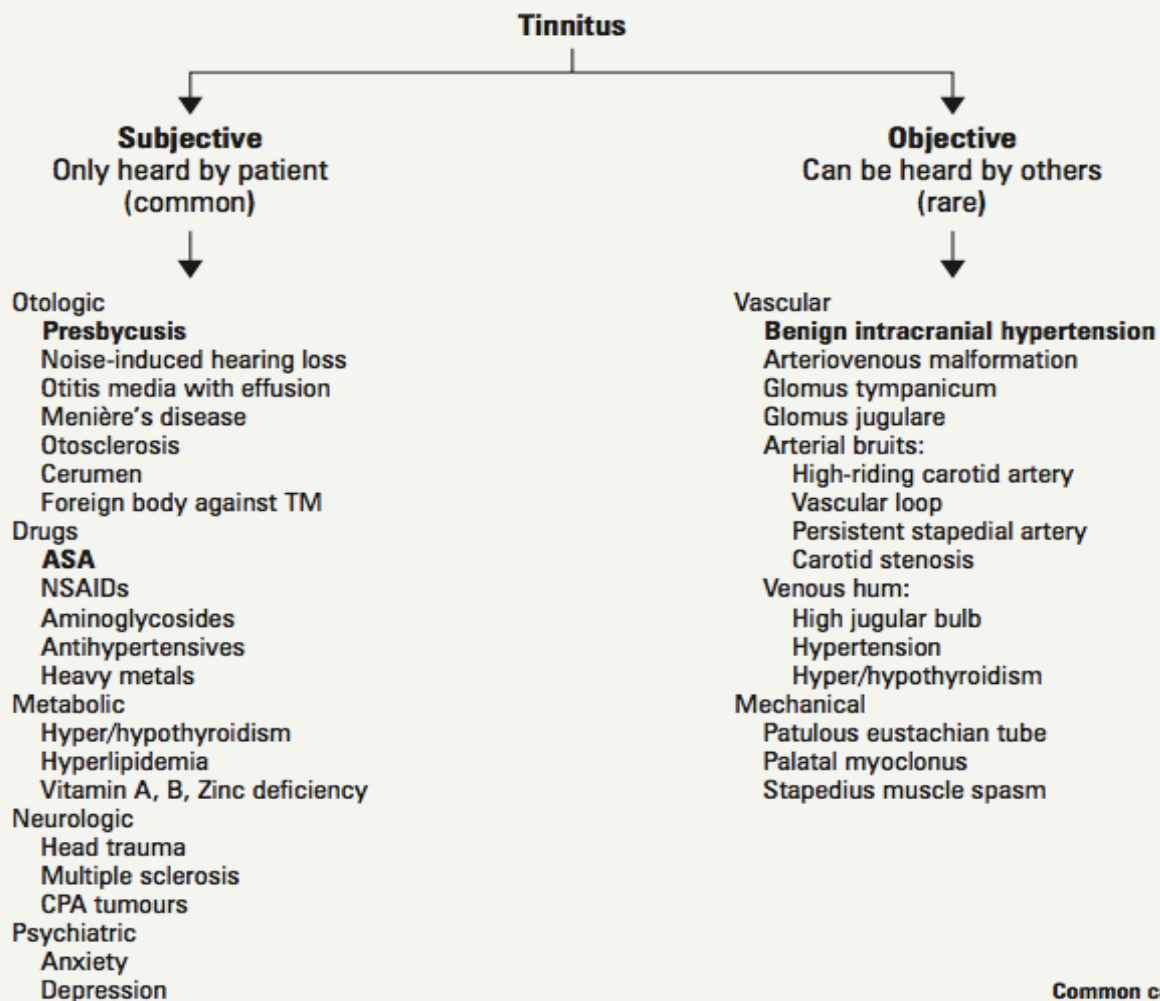 Tinnitus
Subjective
Only heard by patient
(common)
Objective
Can be heard by others
(rare)
Otologic
Presbycusis
Noise-induced hearing loss
Otitis media with effusion
Menière’s disease
Otosclerosis
Cerumen
Foreign body against TM
Drugs
ASA
NSAIDs
Aminoglycosides
Antihypertensives
Heavy metals
Metabolic
Hyper/hypothyroidism
Hyperlipidemia
Vitamin A, B, Zinc deficiency
Neurologic
Head trauma
Multiple sclerosis
CPA tumours
Psychiatric
Anxiety
Depression
Vascular
Benign intracranial hypertension
Arteriovenous malformation
Glomus tympanicum
Glomus jugulare
Arterial bruits:
High-riding carotid artery
Vascular loop
Persistent stapedial artery
Carotid stenosis
Venous hum:
High jugular bulb
Hypertension
Hyper/hypothyroidism
Mechanical
Patulous eustachian tube
Palatal myoclonus
Stapedius muscle spasm
Common